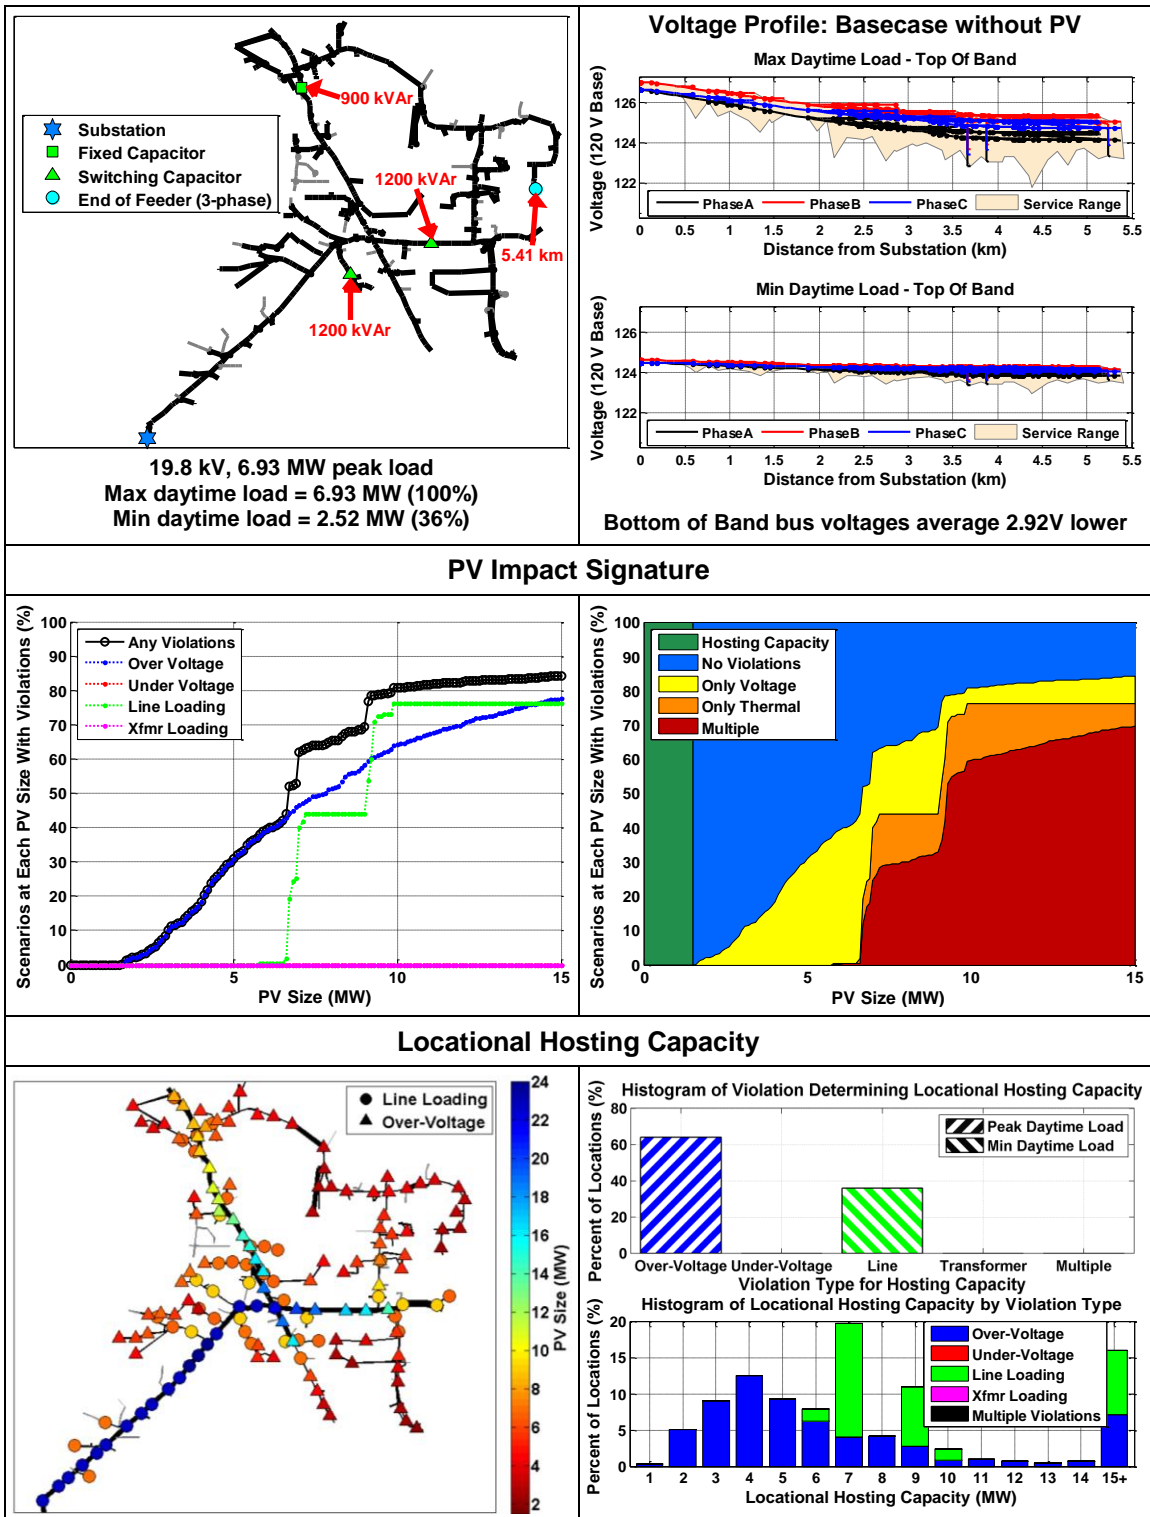 900 kVAr
Substation
Fixed Capacitor
Switching Capacitor
End of Feeder (3-phase)
1200 kVAr
5.41 km
1200 kVAr
19.8 kV, 6.93 MW peak load
Max daytime load = 6.93 MW (100%)
Min daytime load = 2.52 MW (36%)
Voltage Profile: Basecase without PV
Max Daytime Load - Top Of Band
Voltage (120 V Base)
126
124
122
PhaseA PhaseB PhaseC Service Range
0 0.5 1 1.5 2 2.5 3 3.5 4 4.5 5 5.5
Distance from Substation (km)
Min Daytime Load - Top Of Band
Voltage (120 V Base)
126
124
122
PhaseA PhaseB PhaseC Service Range
0 0.5 1 1.5 2 2.5 3 3.5 4 4.5 5 5.5
Distance from Substation (km)
Bottom of Band bus voltages average 2.92V lower
PV Impact Signature
Scenarios at Each PV Size With Violations (%)
100
90
80
70
60
50
40
30
20
10
0
Any Violations
Over Voltage
Under Voltage
Line Loading
Xfmr Loading
0 5 10 15
PV Size (MW)
Scenarios at Each PV Size With Violations (%)
100
90
80
70
60
50
40
30
20
10
0
Hosting Capacity
No Violations
Only Voltage
Only Thermal
Multiple
0 5 10 15
PV Size (MW)
Locational Hosting Capacity
Line Loading
Over-Voltage
24
22
20
18
16
14
12
10
8
6
4
2
PV Size (MW)
Histogram of Violation Determining Locational Hosting Capacity
Percent of Locations (%)
80
60
40
20
0
Peak Daytime Load
Min Daytime Load
Over-Voltage Under-Voltage Line Transformer Multiple
Violation Type for Hosting Capacity
Histogram of Locational Hosting Capacity by Violation Type
Percent of Locations (%)
20
15
10
5
0
Over-Voltage
Under-Voltage
Line Loading
Xfmr Loading
Multiple Violations
1 2 3 4 5 6 7 8 9 10 11 12 13 14 15+
Locational Hosting Capacity (MW)